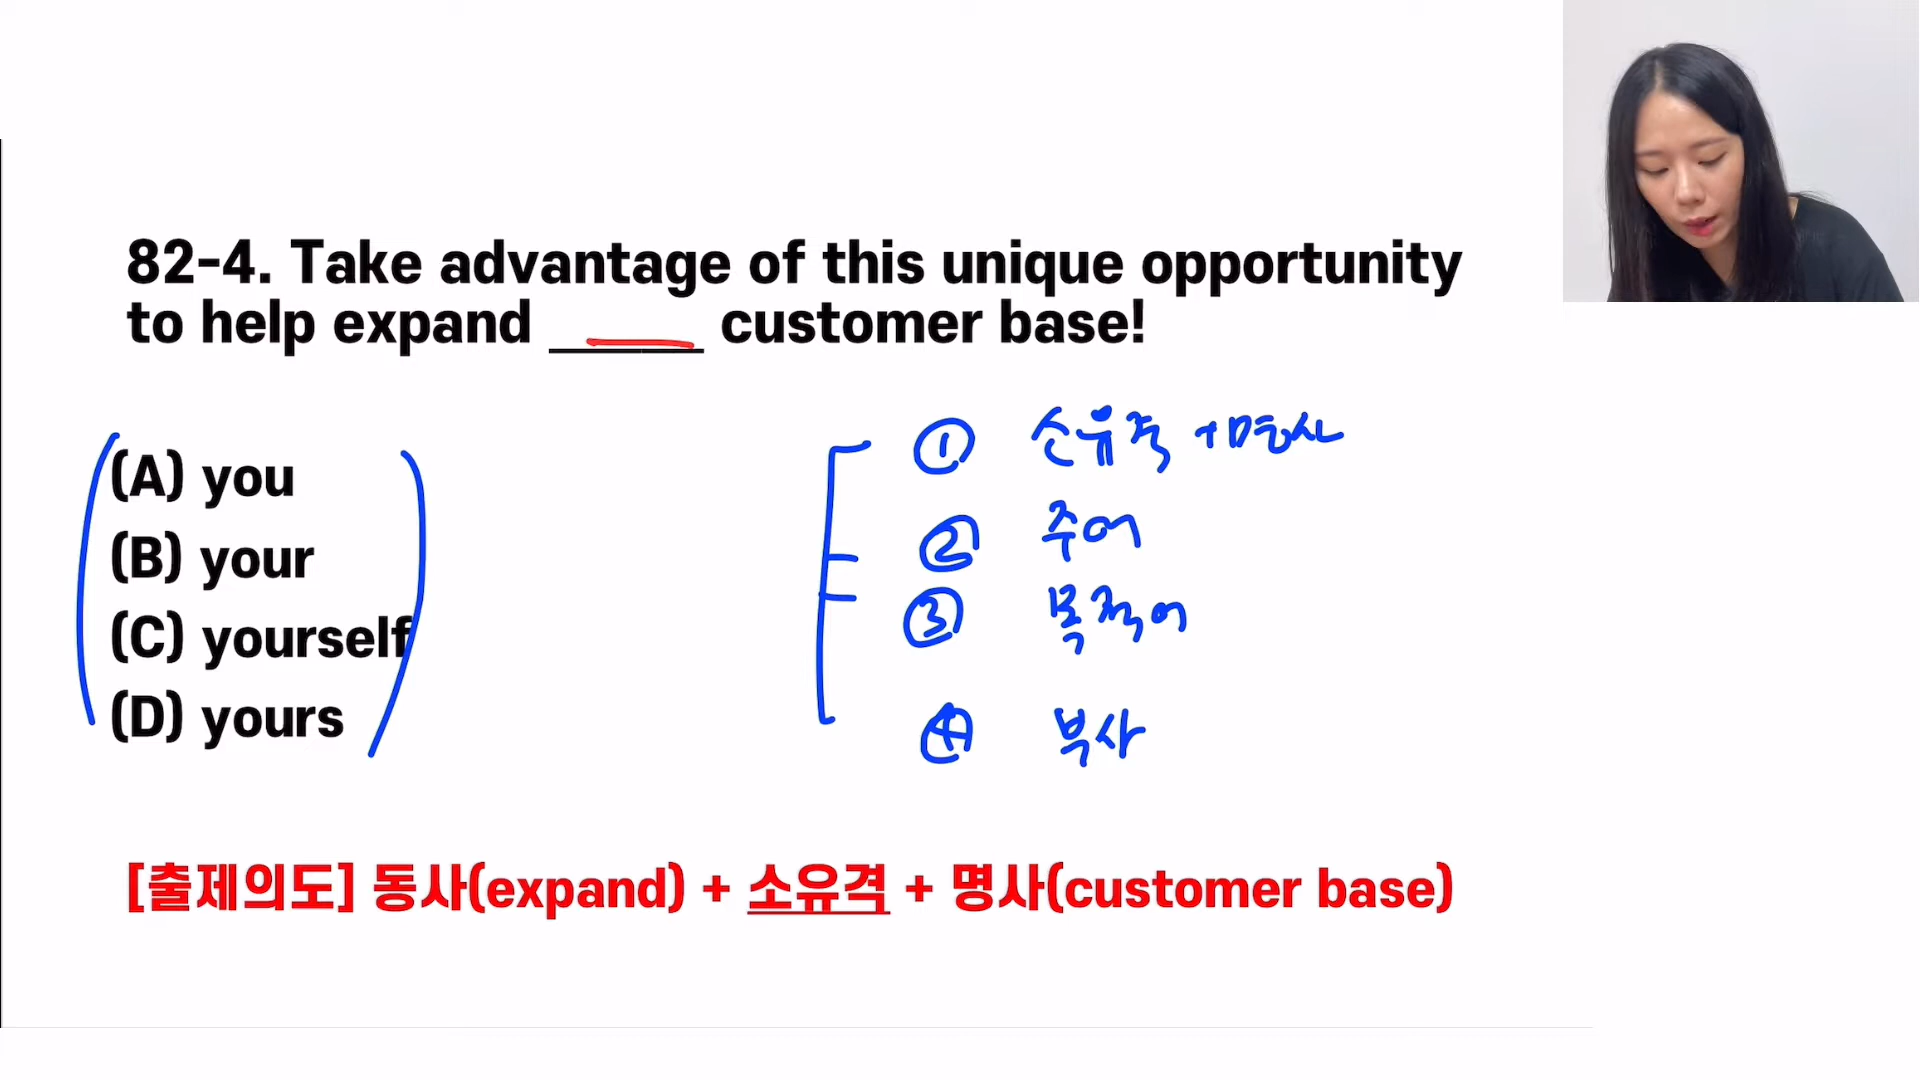 82-4. Take advantage of this unique opportunity
to help expand ______ customer base!
(A) you
(B) your
(C) yourself
(D) yours
① 소유격 +명사
② 주어
③ 목적어
④ 부사
[출제의도] 동사(expand) + 소유격 + 명사(customer base)